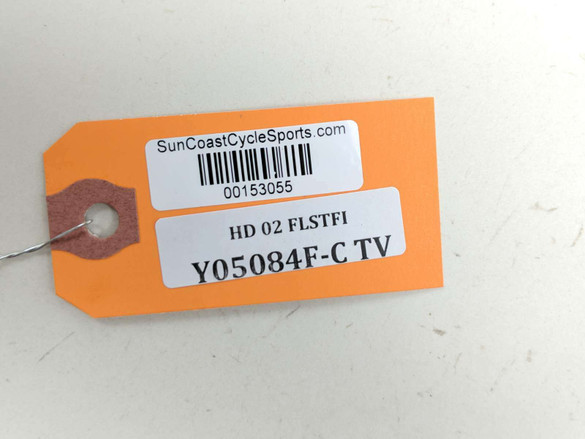 SunCoastCycleSports.com
00153055
HD 02 FLSTFI
Y05084F-C TV